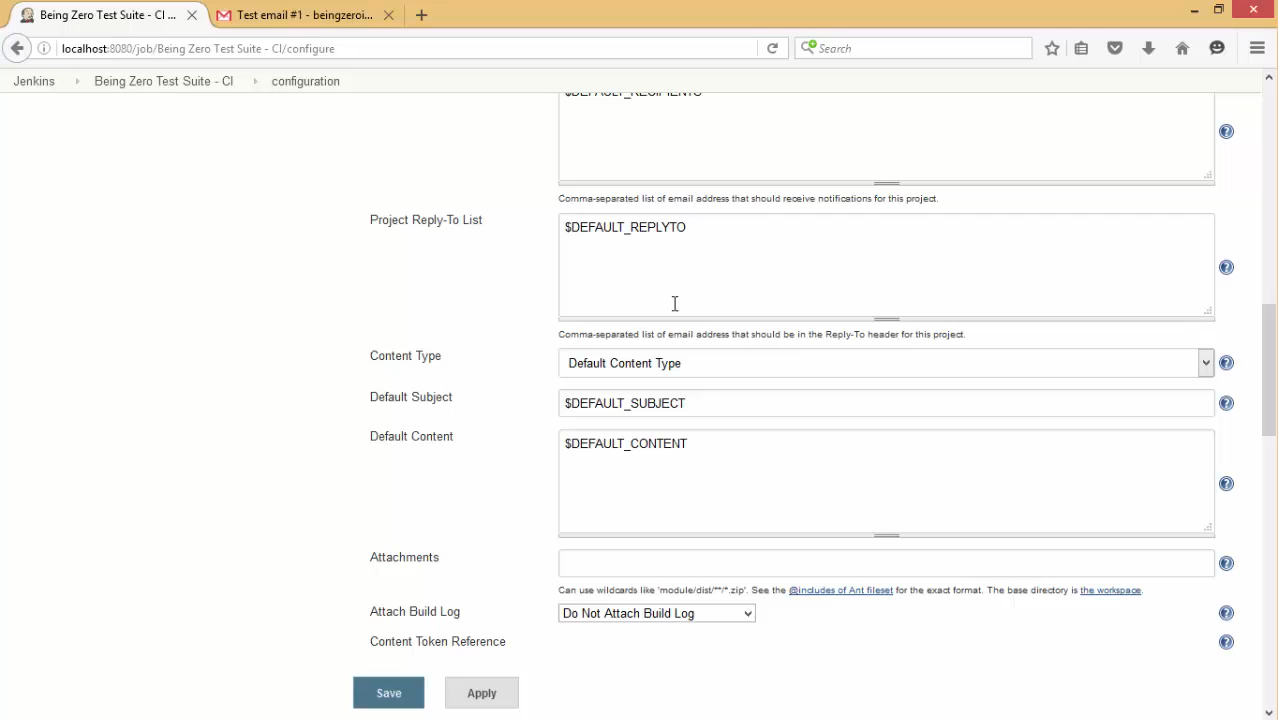 Being Zero Test Suite - CI ...
Test email #1 - beingzeroi...
localhost:8080/job/Being Zero Test Suite - CI/configure
Search
Jenkins
Being Zero Test Suite - CI
configuration
$DEFAULT_RECIPIENTS
Comma-separated list of email address that should receive notifications for this project.
Project Reply-To List
$DEFAULT_REPLYTO
Comma-separated list of email address that should be in the Reply-To header for this project.
Content Type
Default Content Type
Default Subject
$DEFAULT_SUBJECT
Default Content
$DEFAULT_CONTENT
Attachments
Can use wildcards like 'module/dist/**/*.zip'. See the @includes of Ant fileset for the exact format. The base directory is the workspace.
Attach Build Log
Do Not Attach Build Log
Content Token Reference
Save
Apply